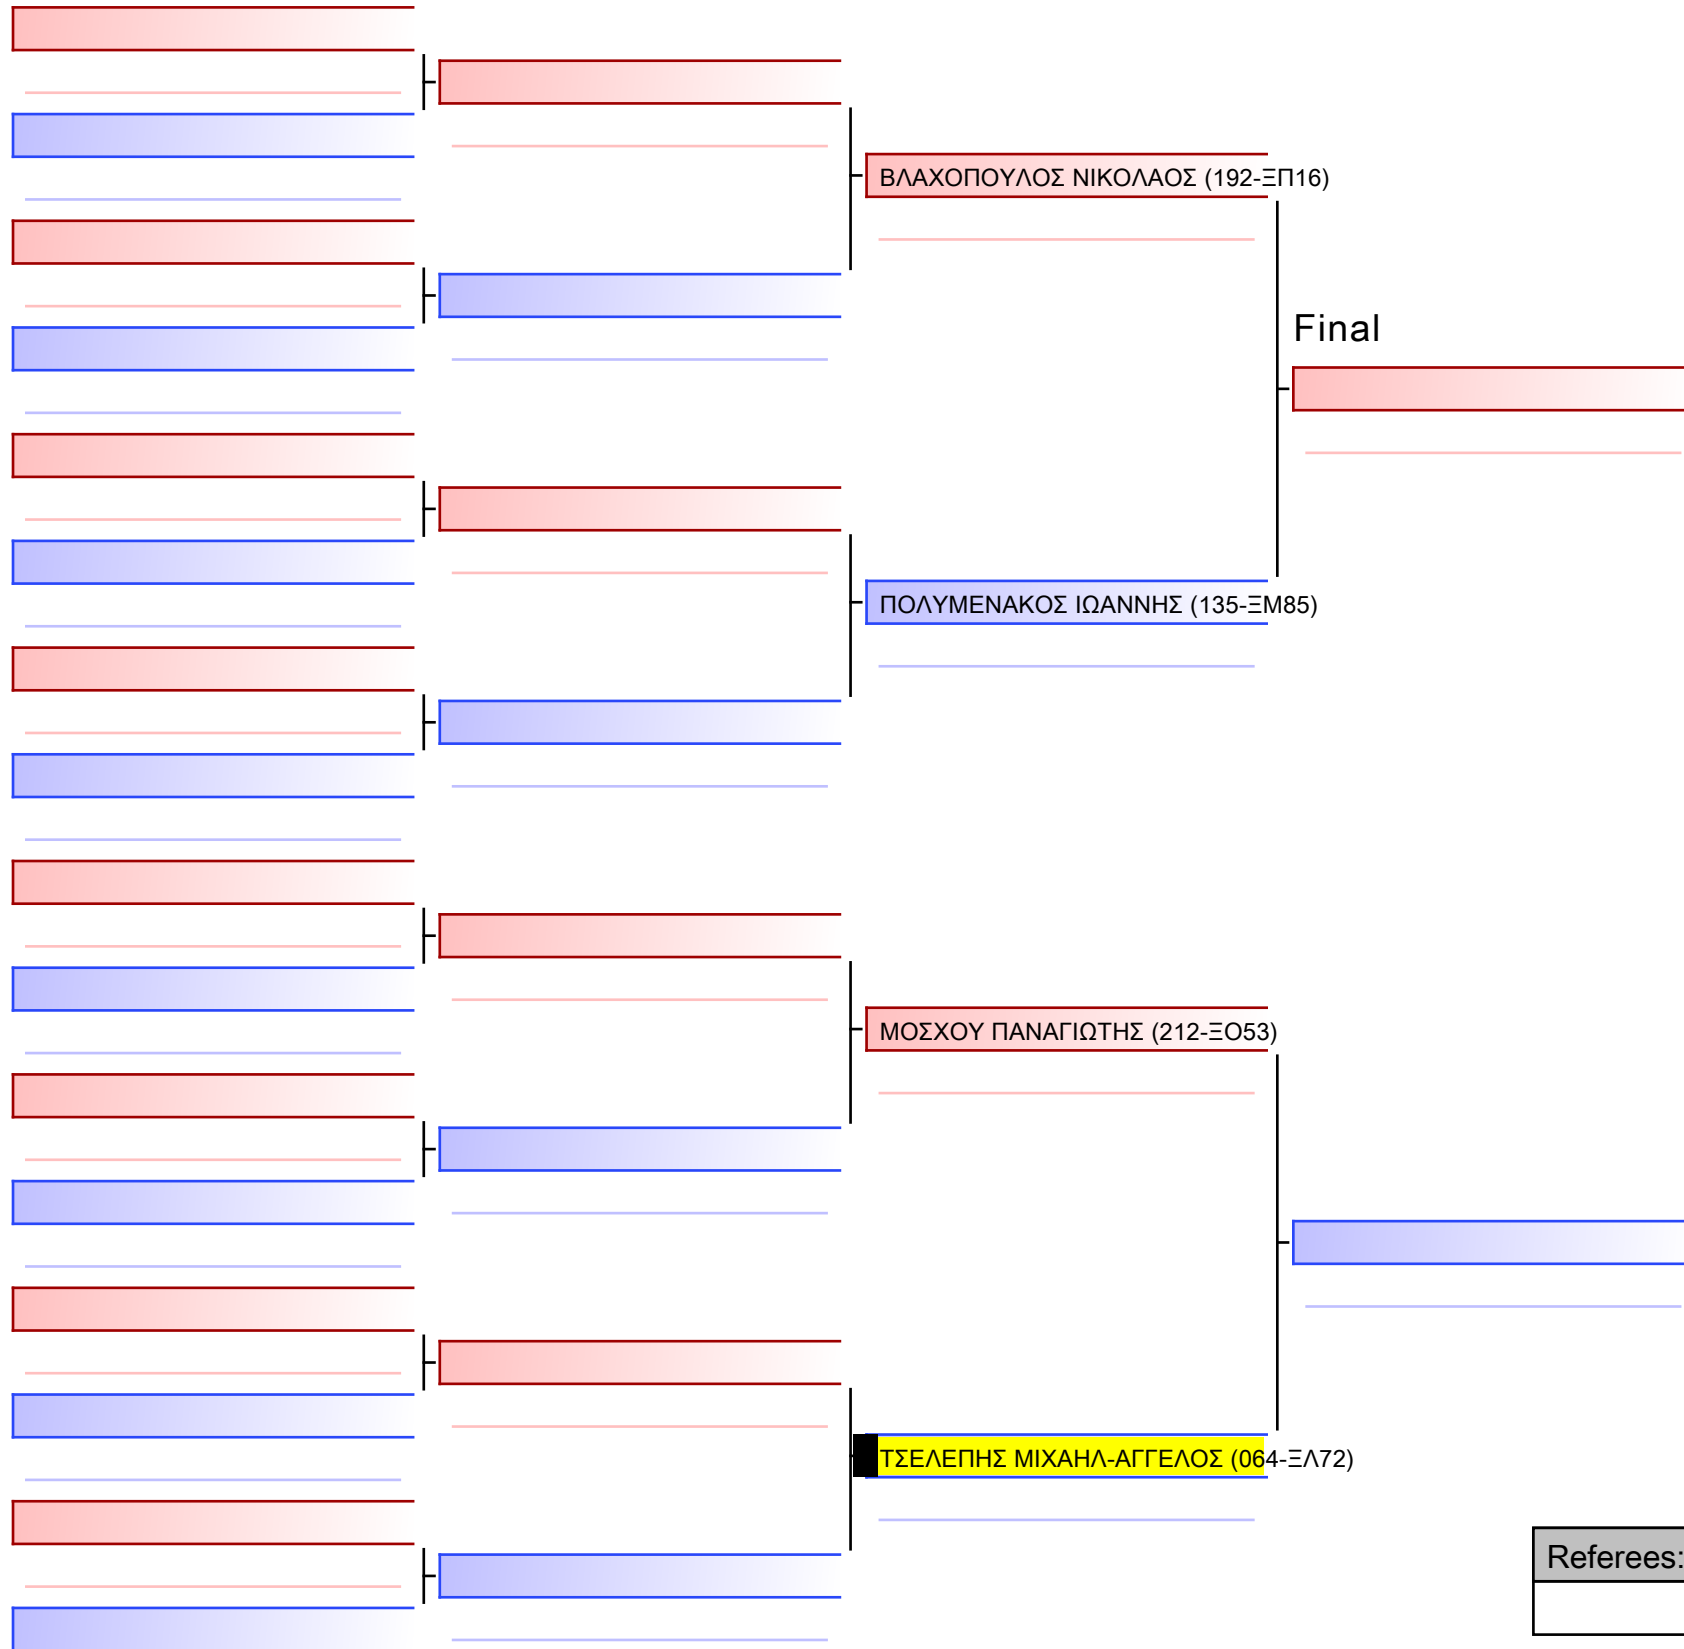 ΒΛΑΧΟΠΟΥΛΟΣ ΝΙΚΟΛΑΟΣ (192-ΞΠ16)
Final
ΠΟΛΥΜΕΝΑΚΟΣ ΙΩΑΝΝΗΣ (135-ΞΜ85)
ΜΟΣΧΟΥ ΠΑΝΑΓΙΩΤΗΣ (212-ΞΟ53)
ΤΣΕΛΕΠΗΣ ΜΙΧΑΗΛ-ΑΓΓΕΛΟΣ (064-ΞΛ72)
Referees: